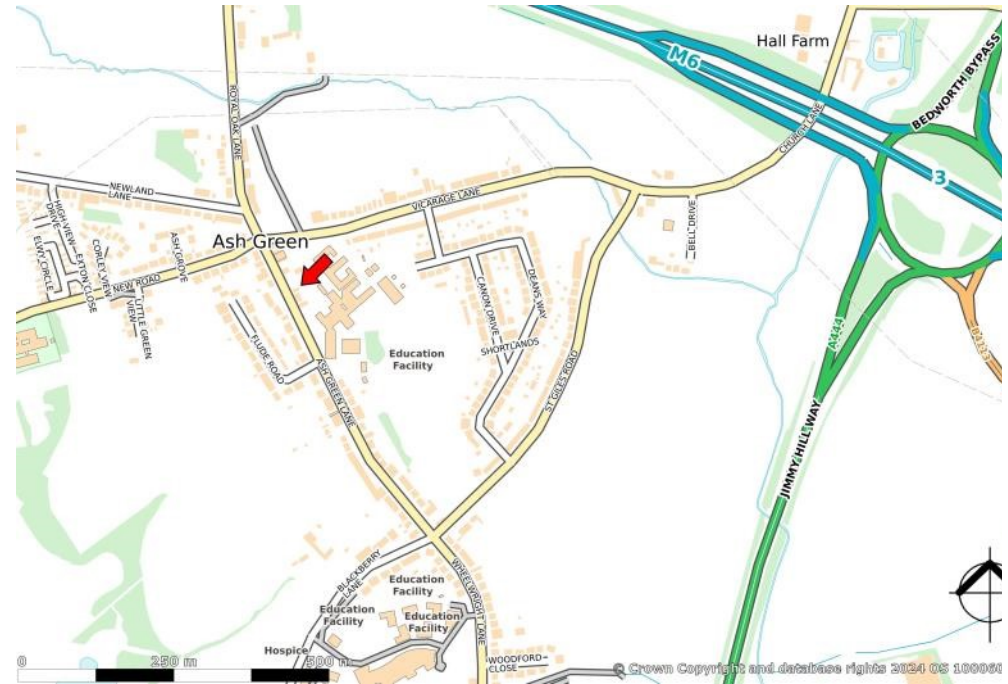 Hall Farm
M6
BEDWORTH BYPASS
ROYAL OAK LANE
CHURCH LANE
3
NEWLAND
LANE
VICARAGE LANE
HIGH VIEW
DRIVE
ELWY CIRCLE
EXTON CLOSE
CORLEY VIEW
ASH GROVE
Ash Green
BELL DRIVE
NEW ROAD
LITTLE GREEN
VIEW
DEANS WAY
CANON DRIVE
A444
B4113
FLUDE ROAD
ASH GREEN LANE
Education
Facility
SHORTLANDS
ST GILES ROAD
JIMMY HILL WAY
BLACKBERRY
LANE
WHEELWRIGHT LANE
Education
Facility
Education
Facility
Education
Facility
Hospice
WOODFORD
CLOSE
0
250 m
500 m
© Crown Copyright and database rights 2024 OS